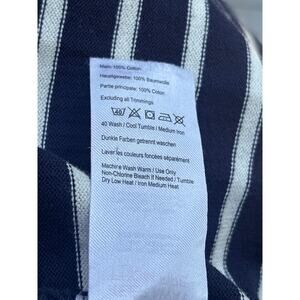 Main: 100% Cotton
Hauptgewebe: 100% Baumwolle
Partie principale: 100% Coton
Excluding all Trimmings
40 Wash / Cool Tumble / Medium Iron
Dunkle Farben getrennt waschen
Laver les couleurs foncées séparément
Machine Wash Warm / Use Only
Non-Chlorine Bleach If Needed / Tumble
Dry Low Heat / Iron Medium Heat